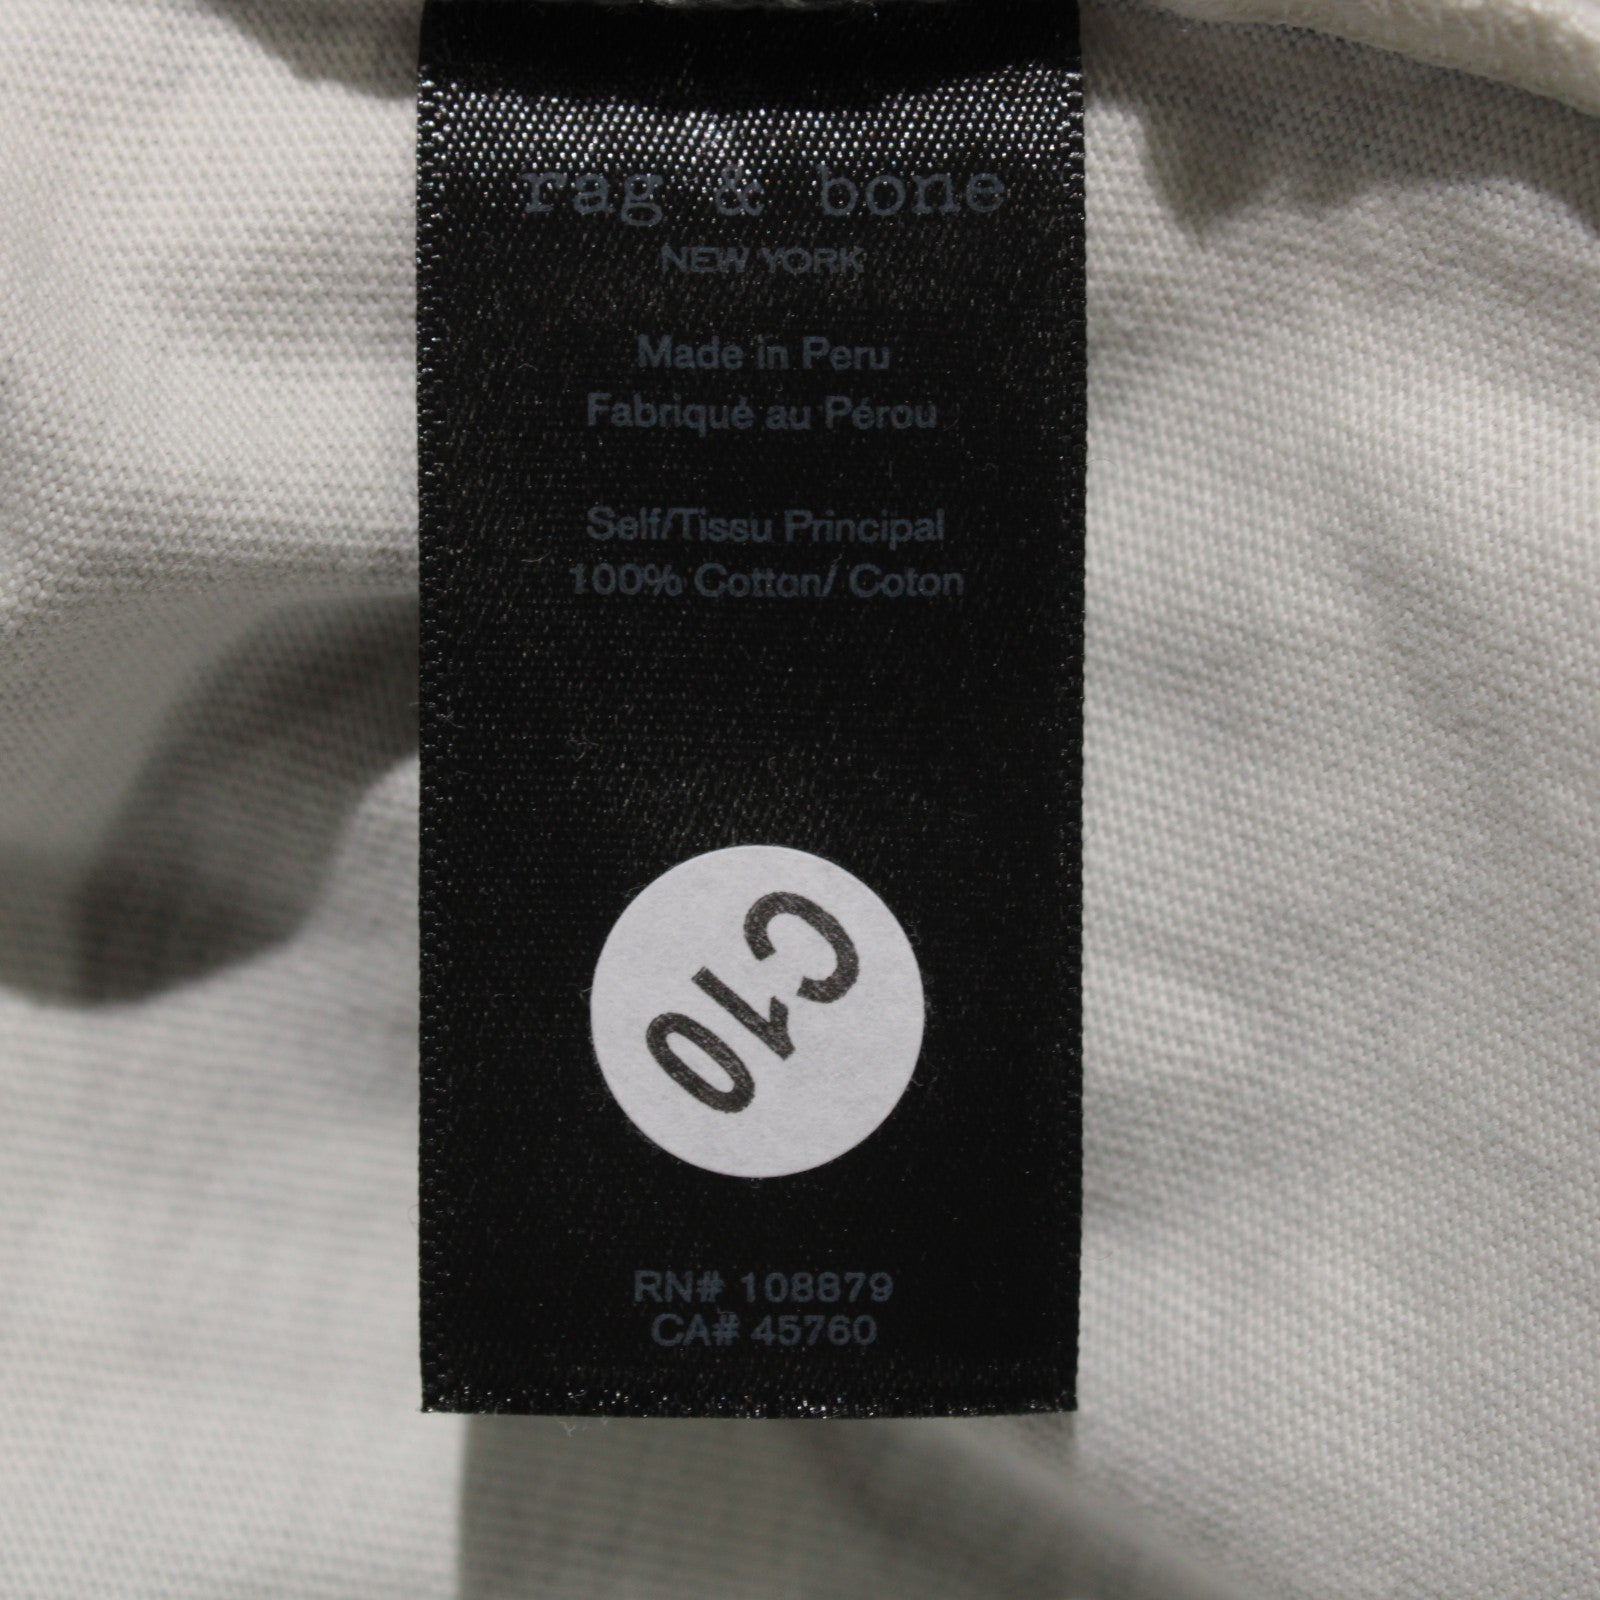 rag & bone
NEW YORK
Made in Peru
Fabriqué au Pérou
Self/Tissu Principal
100% Cotton/ Coton
C10
RN# 108879
CA# 45760